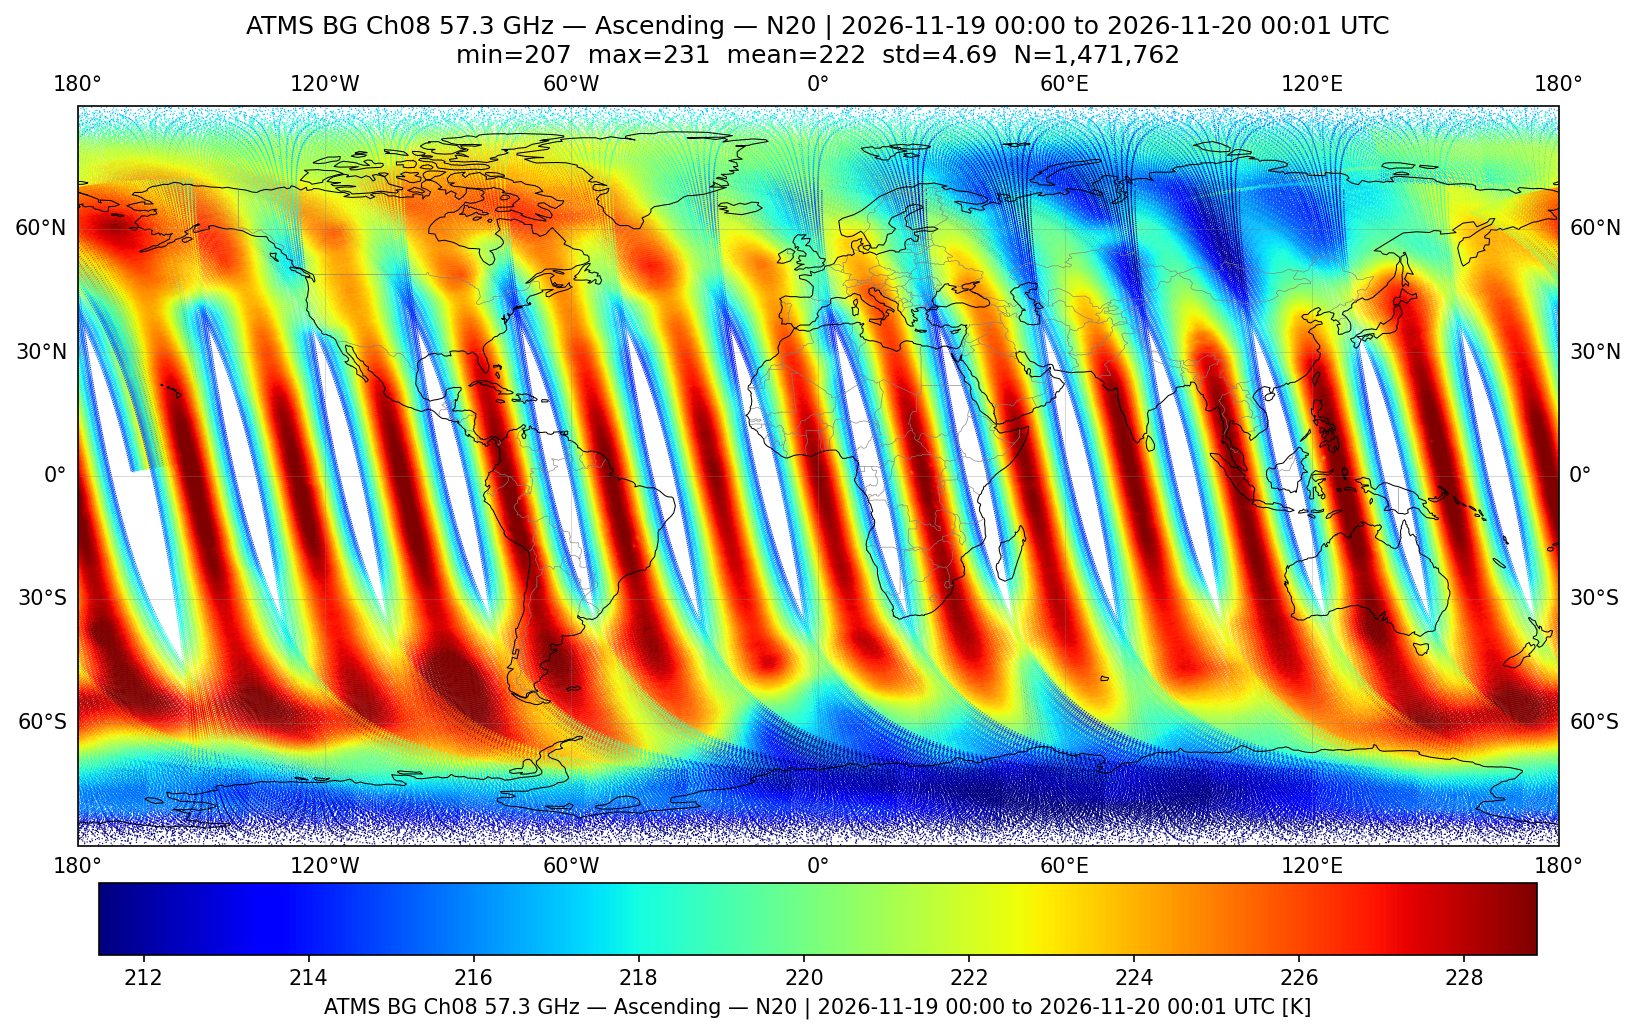 ATMS BG Ch08 57.3 GHz — Ascending — N20 | 2026-11-19 00:00 to 2026-11-20 00:01 UTC
min=207  max=231  mean=222  std=4.69  N=1,471,762
180° 120°W 60°W 0° 60°E 120°E 180°
60°N 60°N
30°N 30°N
0° 0°
30°S 30°S
60°S 60°S
180° 120°W 60°W 0° 60°E 120°E 180°
212 214 216 218 220 222 224 226 228
ATMS BG Ch08 57.3 GHz — Ascending — N20 | 2026-11-19 00:00 to 2026-11-20 00:01 UTC [K]